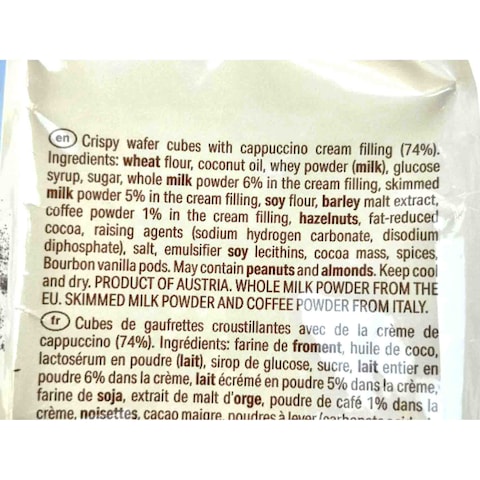 en Crispy wafer cubes with cappuccino cream filling (74%).
Ingredients: wheat flour, coconut oil, whey powder (milk), glucose
syrup, sugar, whole milk powder 6% in the cream filling, skimmed
milk powder 5% in the cream filling, soy flour, barley malt extract,
coffee powder 1% in the cream filling, hazelnuts, fat-reduced
cocoa, raising agents (sodium hydrogen carbonate, disodium
diphosphate), salt, emulsifier soy lecithins, cocoa mass, spices,
Bourbon vanilla pods. May contain peanuts and almonds. Keep cool
and dry. PRODUCT OF AUSTRIA. WHOLE MILK POWDER FROM THE
EU. SKIMMED MILK POWDER AND COFFEE POWDER FROM ITALY.
fr Cubes de gaufrettes croustillantes avec de la crème de
cappuccino (74%). Ingrédients: farine de froment, huile de coco,
lactosérum en poudre (lait), sirop de glucose, sucre, lait entier en
poudre 6% dans la crème, lait écrémé en poudre 5% dans la crème,
farine de soja, extrait de malt d'orge, poudre de café 1% dans la
crème, noisettes, cacao maigre, poudres à lever